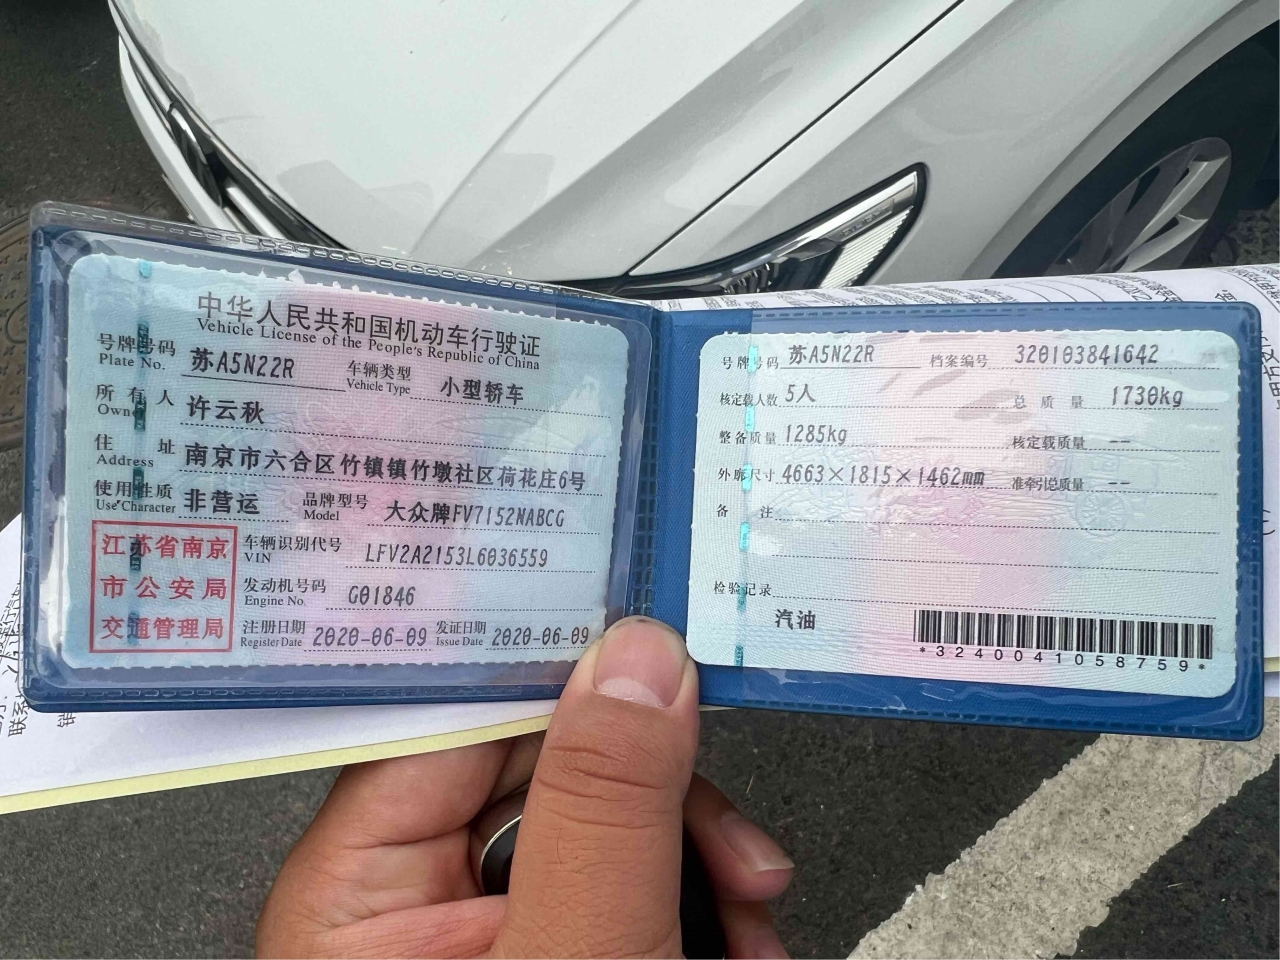 中华人民共和国机动车行驶证
Vehicle License of the People's Republic of China
号牌号码 苏A5N22R 车辆类型 小型轿车
Plate No. Vehicle Type
所有人 许云秋
Owner
住址 南京市六合区竹镇镇竹墩社区荷花庄6号
Address
使用性质 非营运 品牌型号 大众牌FV7152NABCG
Use Character Model
江苏省南京
市公安局
交通管理局
车辆识别代号 LFV2A2153L6036559
VIN
发动机号码 G01846
Engine No.
注册日期 2020-06-09 发证日期 2020-06-09
Register Date Issue Date
号牌号码 苏A5N22R 档案编号 320103841642
核定载人数 5人 总质量 1730kg
整备质量 1285kg 核定载质量 --
外廓尺寸 4663×1815×1462mm 准牵引总质量 --
备注
检验记录
汽油
*3240041058759*
联系
销